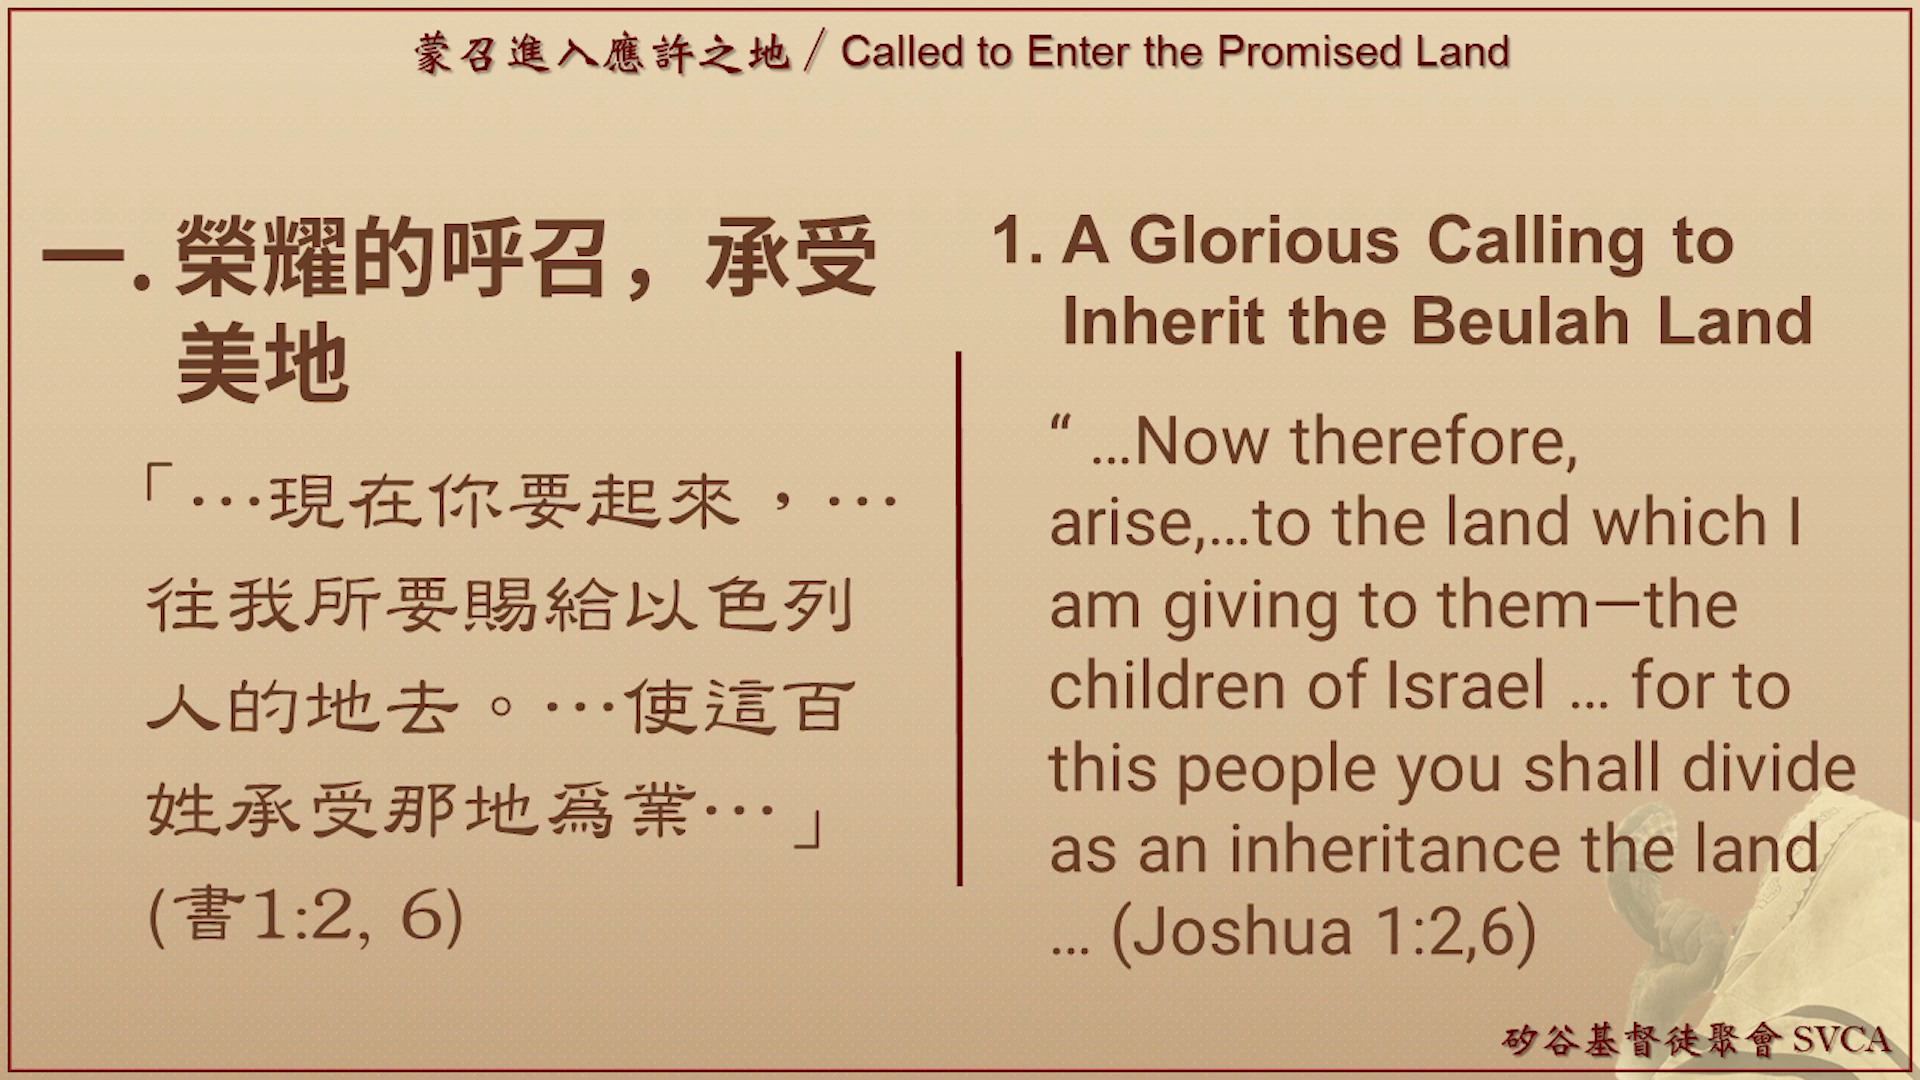 蒙召進入應許之地 / Called to Enter the Promised Land
一. 榮耀的呼召，承受
美地
「…現在你要起來，…
往我所要賜給以色列
人的地去。…使這百
姓承受那地爲業…」
(書1:2, 6)
1. A Glorious Calling to
Inherit the Beulah Land
“ …Now therefore,
arise,…to the land which I
am giving to them—the
children of Israel … for to
this people you shall divide
as an inheritance the land
… (Joshua 1:2,6)
矽谷基督徒聚會 SVCA